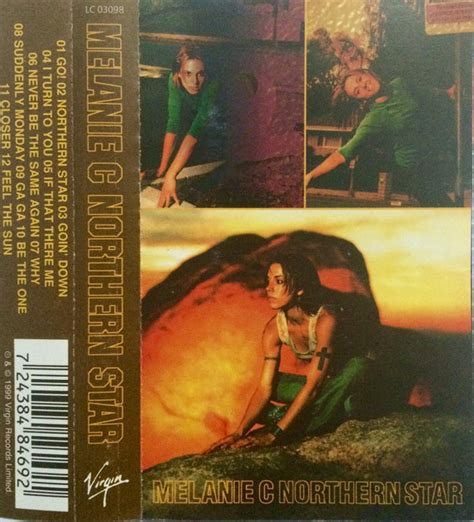 LC 03098
01 GO! 02 NORTHERN STAR 03 GOIN' DOWN
04 I TURN TO YOU 05 IF THAT THERE ME
06 NEVER BE THE SAME AGAIN 07 WHY
08 SUDDENLY MONDAY 09 GA GA 10 BE THE ONE
11 CLOSER 12 FEEL THE SUN
7 24384 84692
℗ & © 1999 Virgin Records Limited.
MELANIE C NORTHERN STAR
Virgin
MELANIE C NORTHERN STAR